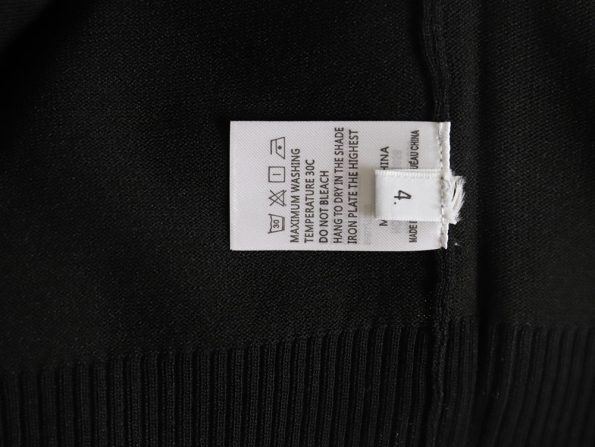 30
MAXIMUM WASHING
TEMPERATURE 30C
DO NOT BLEACH
HANG TO DRY IN THE SHADE
IRON PLATE THE HIGHEST
4.
MADE
CHINA